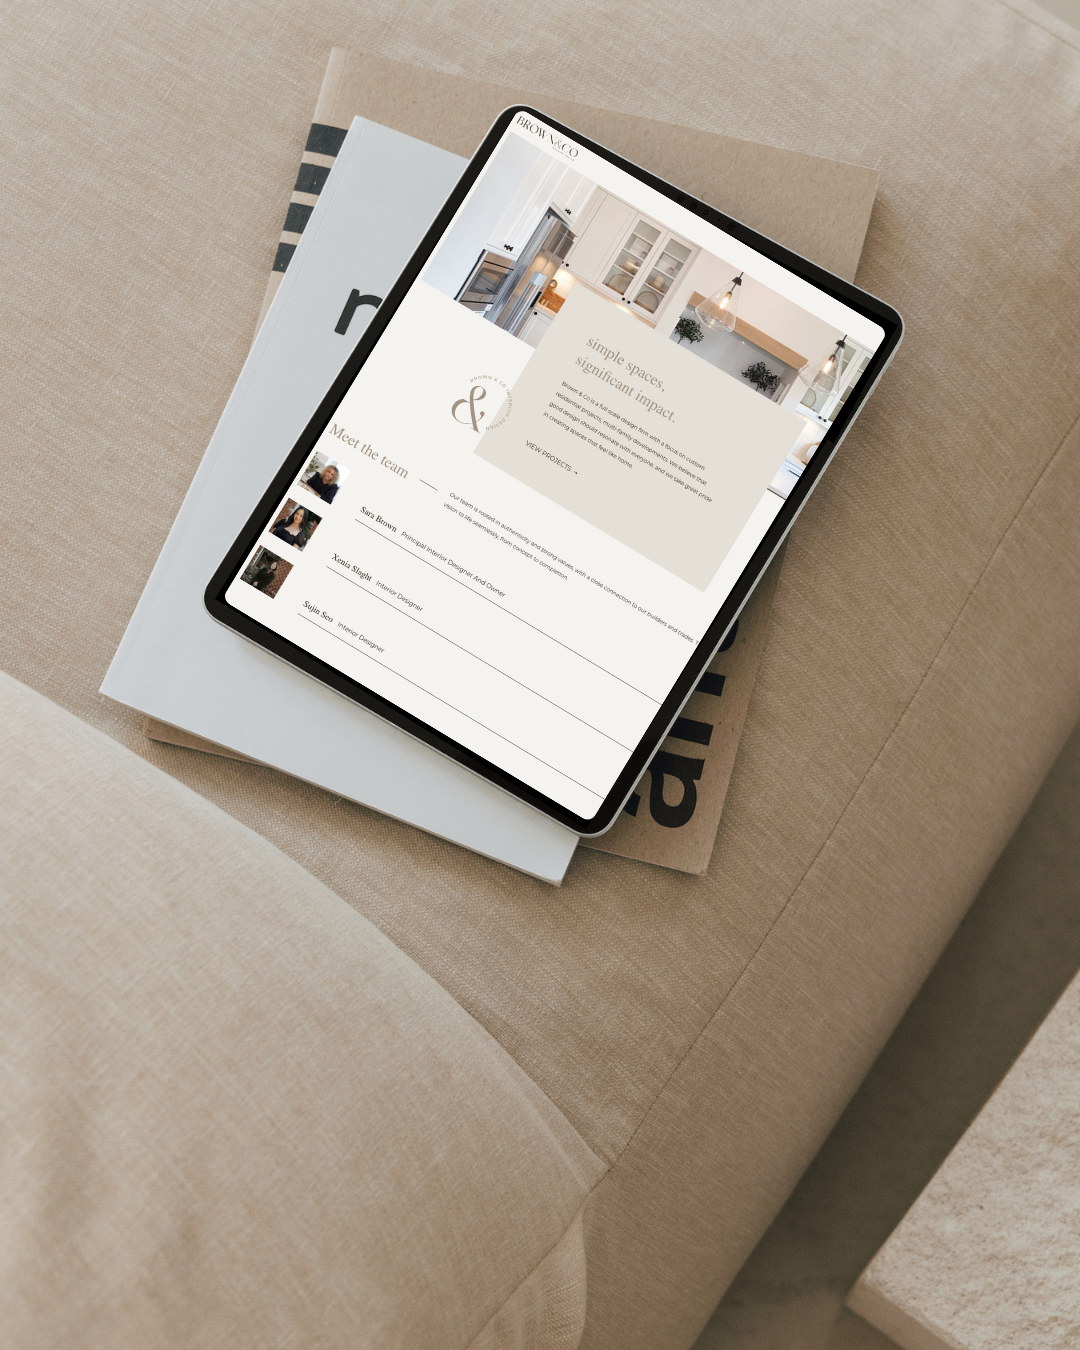 BROWN&CO
simple spaces,
significant impact.
Brown & Co is a full scale design firm with a focus on custom
residential projects, multi-family developments. We believe that
good design should resonate with everyone, and we take great pride
in creating spaces that feel like home.
VIEW PROJECTS →
BROWN & CO INTERIOR DESIGN
&
Meet the team
Our team is rooted in authenticity and strong values, with a close connection to our builders and trades.
vision to life seamlessly, from concept to completion.
Sara Brown Principal Interior Designer And Owner
Xenia Slaght Interior Designer
Sujin Seo Interior Designer